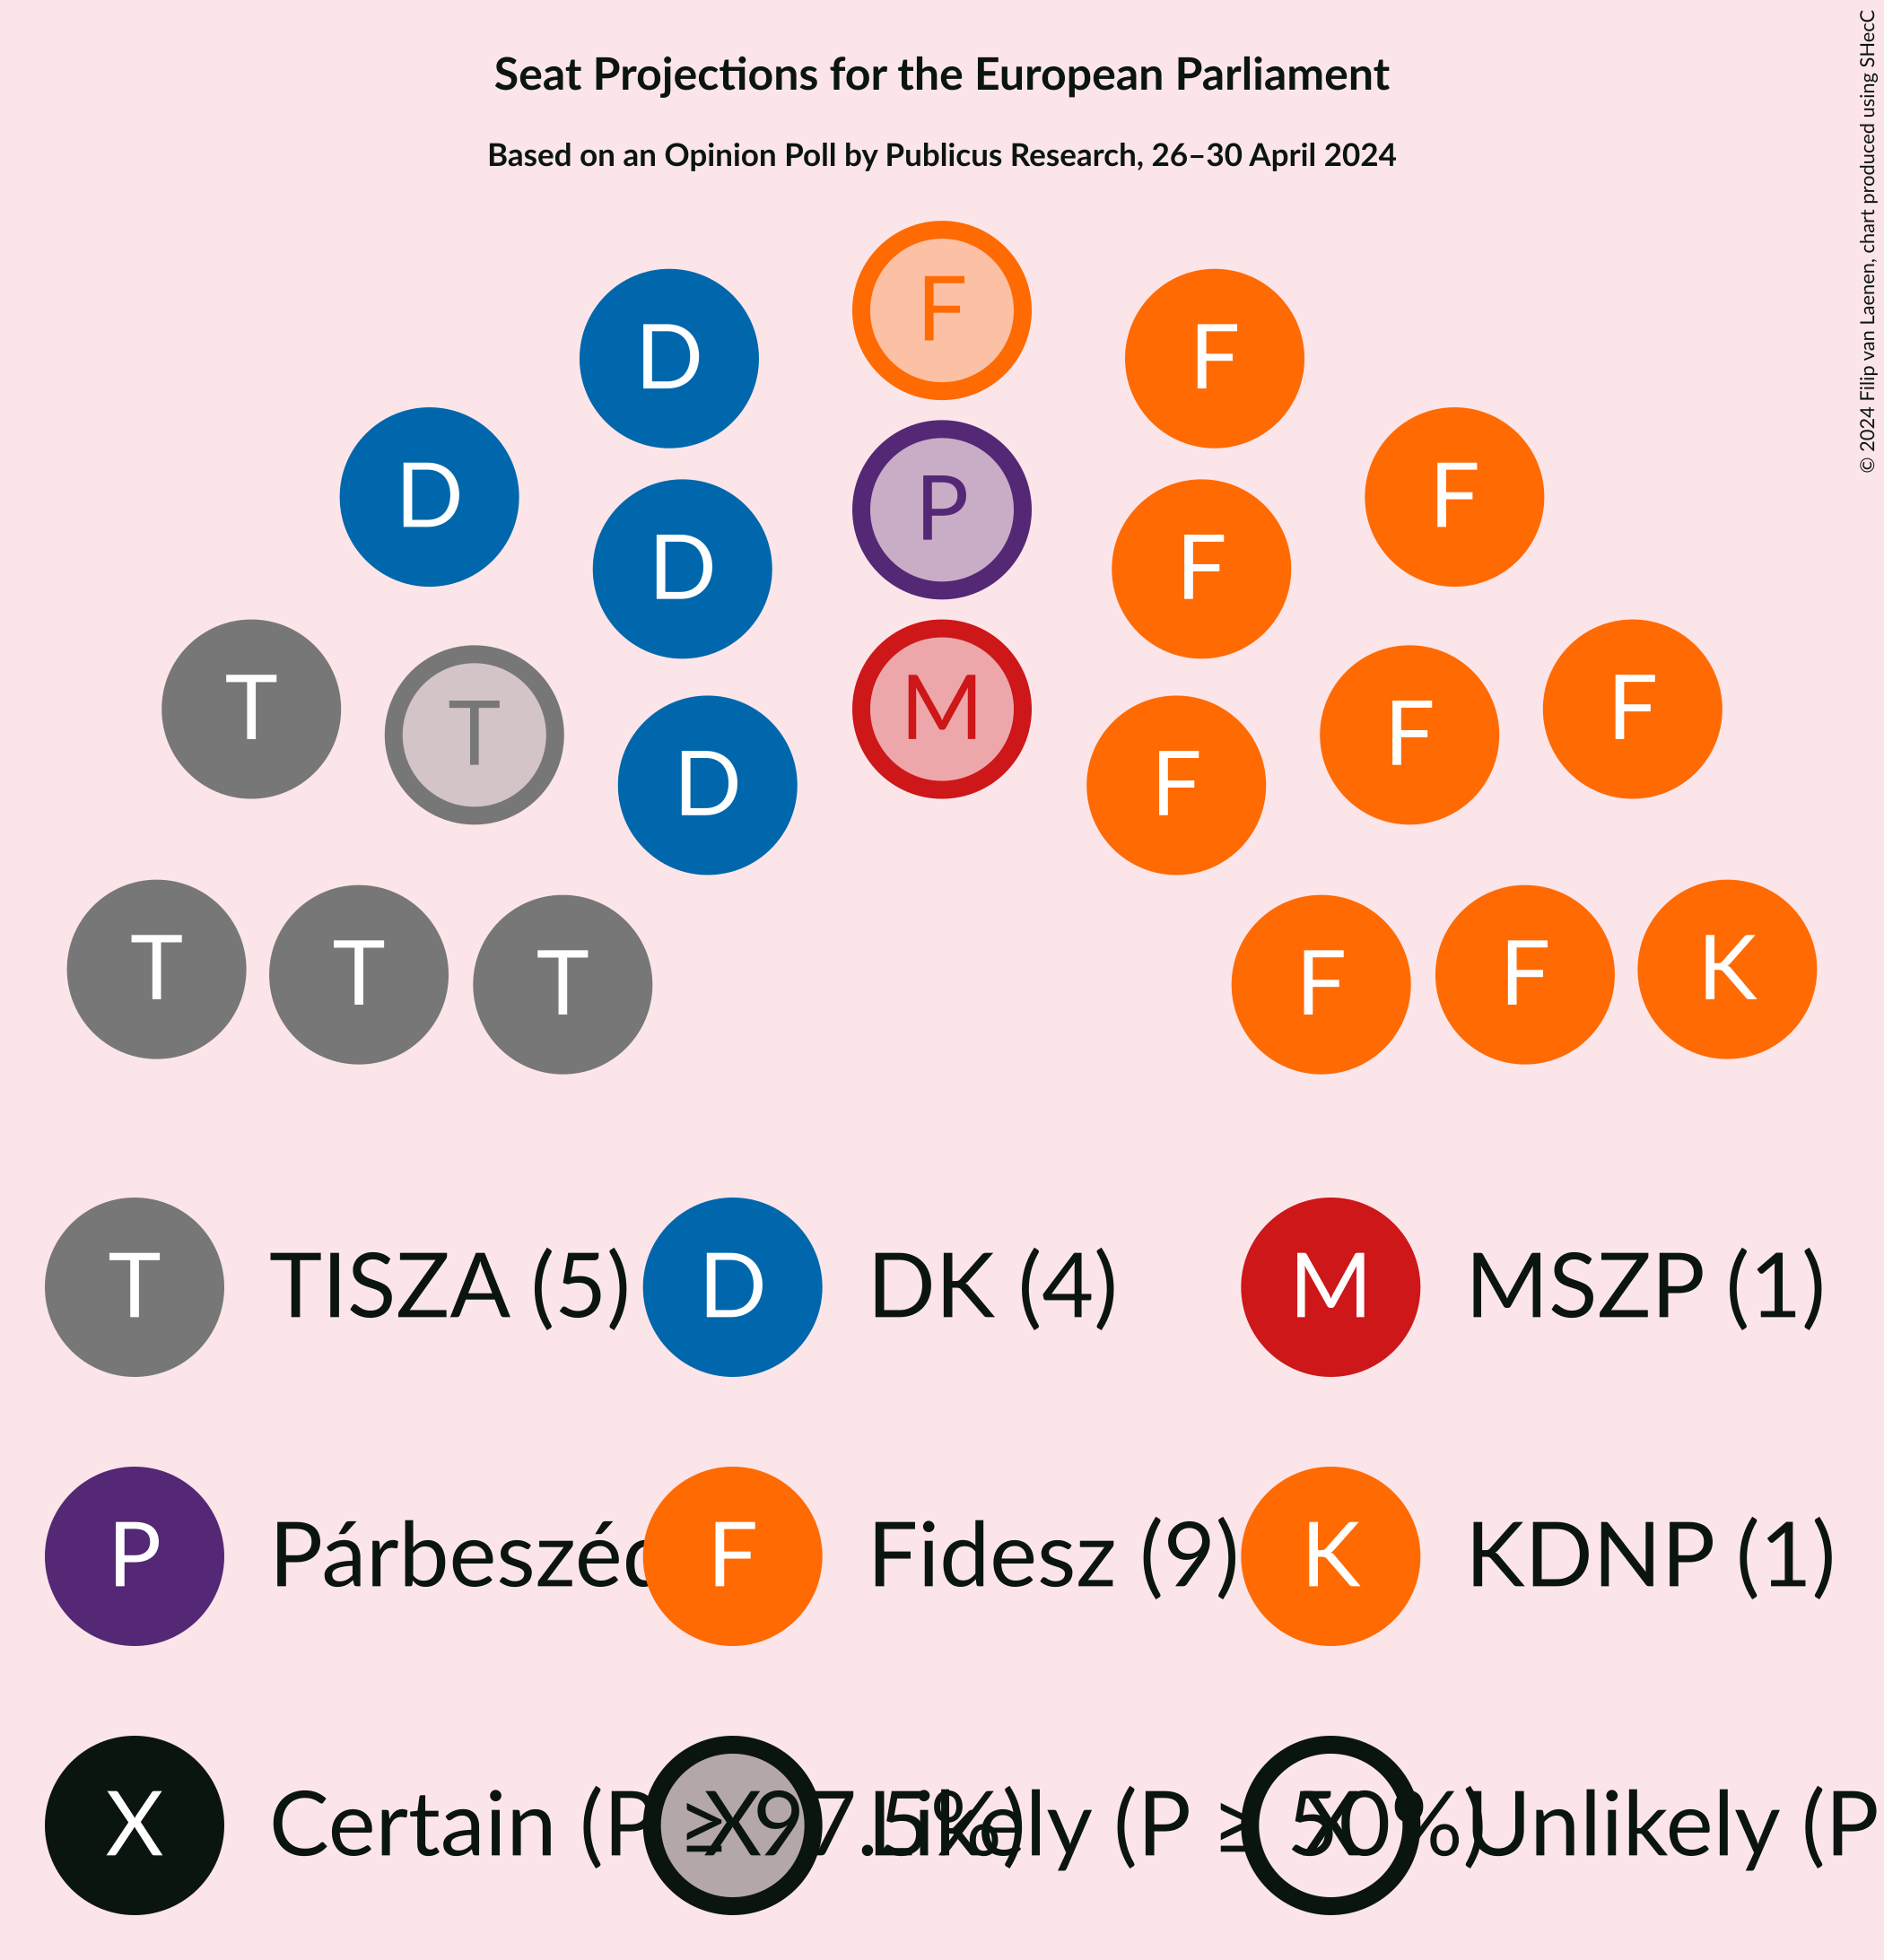 Seat Projections for the European Parliament
Based on an Opinion Poll by Publicus Research, 26–30 April 2024
© 2024 Filip van Laenen, chart produced using SHecC
F
D F
P
D F
D F
T M F
T F
D F
T K
T F
T F
T TISZA (5) D DK (4) M MSZP (1)
P Párbeszéd F Fidesz (9) K KDNP (1)
X Certain (P ≥ 97.5%) X Likely (P ≥ 50%) X Unlikely (P